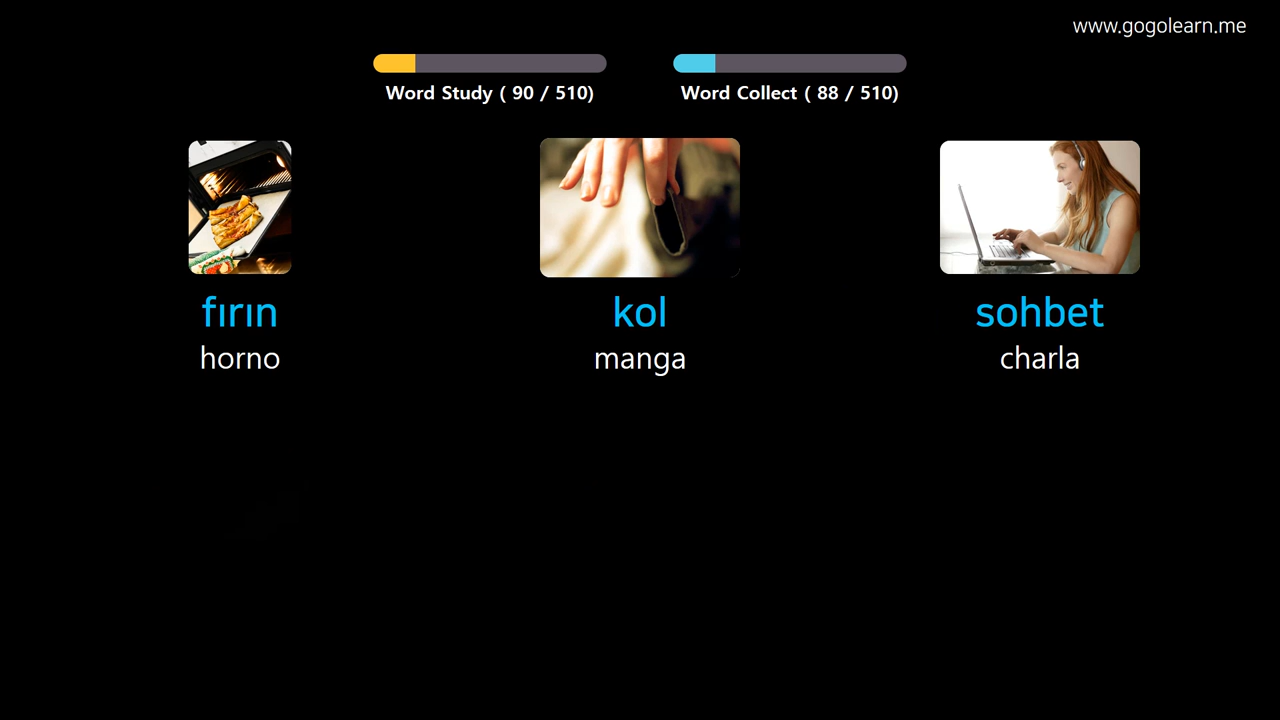 www.gogolearn.me
Word Study ( 90 / 510)
Word Collect ( 88 / 510)
fırın
kol
sohbet
horno
manga
charla